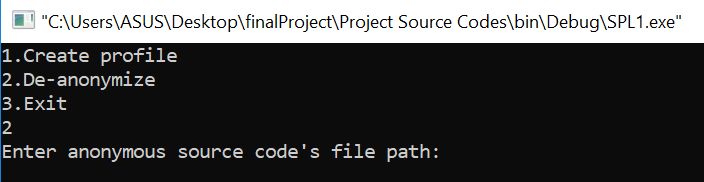 "C:\Users\ASUS\Desktop\finalProject\Project Source Codes\bin\Debug\SPL1.exe"
1.Create profile
2.De-anonymize
3.Exit
2
Enter anonymous source code's file path: